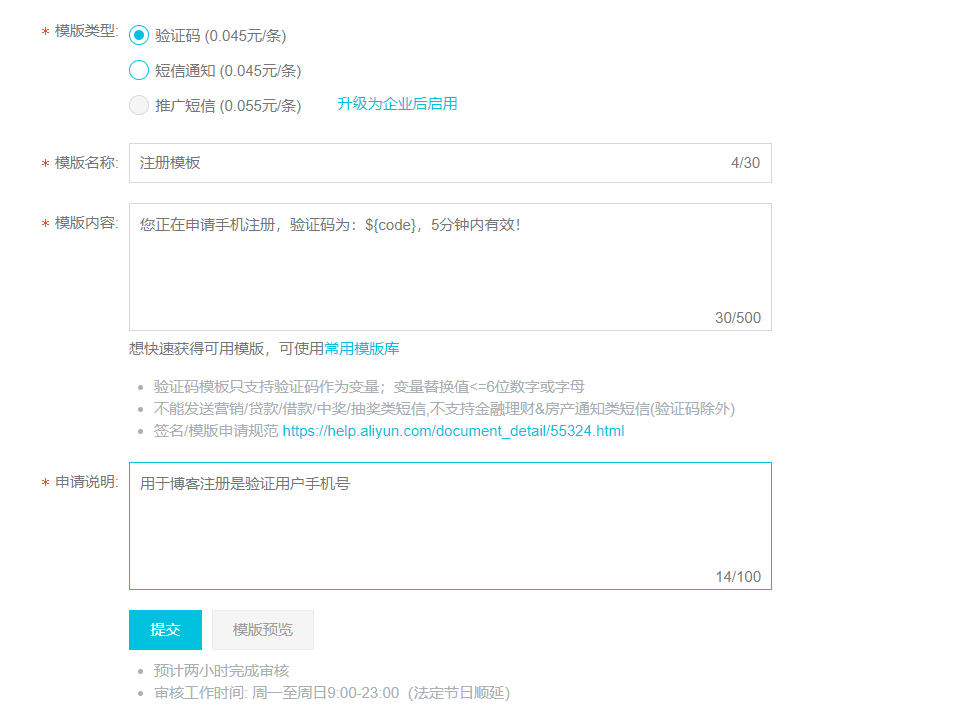 * 模版类型: 验证码 (0.045元/条)
短信通知 (0.045元/条)
推广短信 (0.055元/条) 升级为企业后启用
* 模版名称: 注册模板 4/30
* 模版内容: 您正在申请手机注册，验证码为：${code}，5分钟内有效！
30/500
想快速获得可用模版，可使用常用模版库
• 验证码模板只支持验证码作为变量；变量替换值<=6位数字或字母
• 不能发送营销/贷款/借款/中奖/抽奖类短信,不支持金融理财&房产通知类短信(验证码除外)
• 签名/模版申请规范 https://help.aliyun.com/document_detail/55324.html
* 申请说明: 用于博客注册是验证用户手机号
14/100
提交 模版预览
• 预计两小时完成审核
• 审核工作时间: 周一至周日9:00-23:00（法定节日顺延）